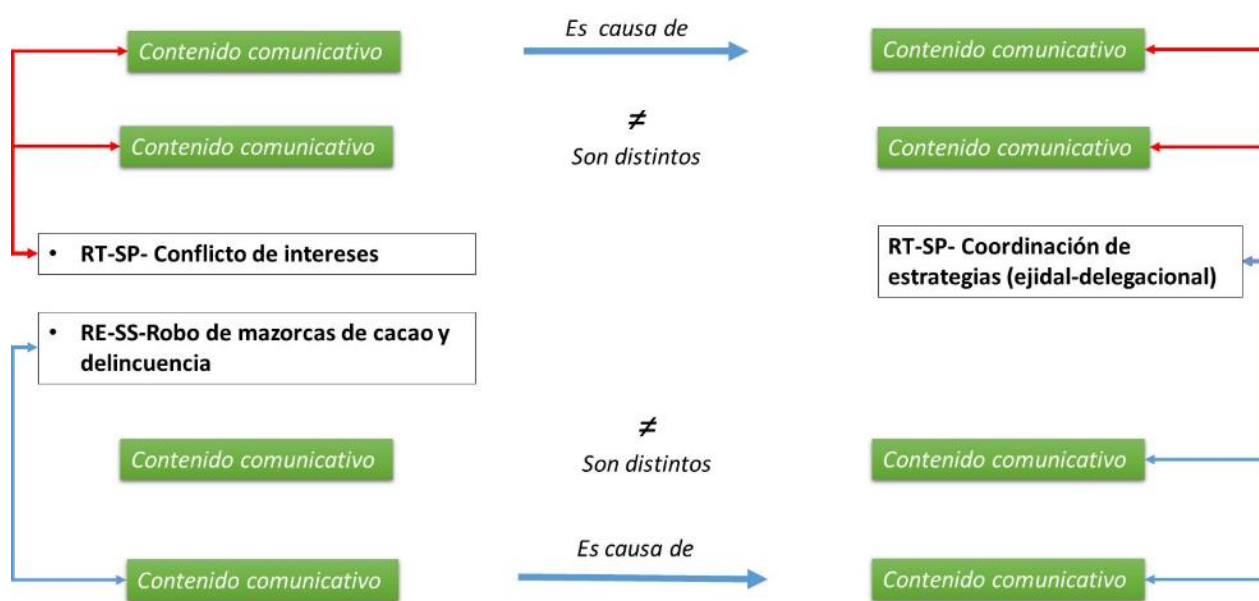 Contenido comunicativo
Es causa de
Contenido comunicativo
Contenido comunicativo
≠
Son distintos
Contenido comunicativo
• RT-SP- Conflicto de intereses
RT-SP- Coordinación de
estrategias (ejidal-delegacional)
• RE-SS-Robo de mazorcas de cacao y
delincuencia
Contenido comunicativo
≠
Son distintos
Contenido comunicativo
Contenido comunicativo
Es causa de
Contenido comunicativo